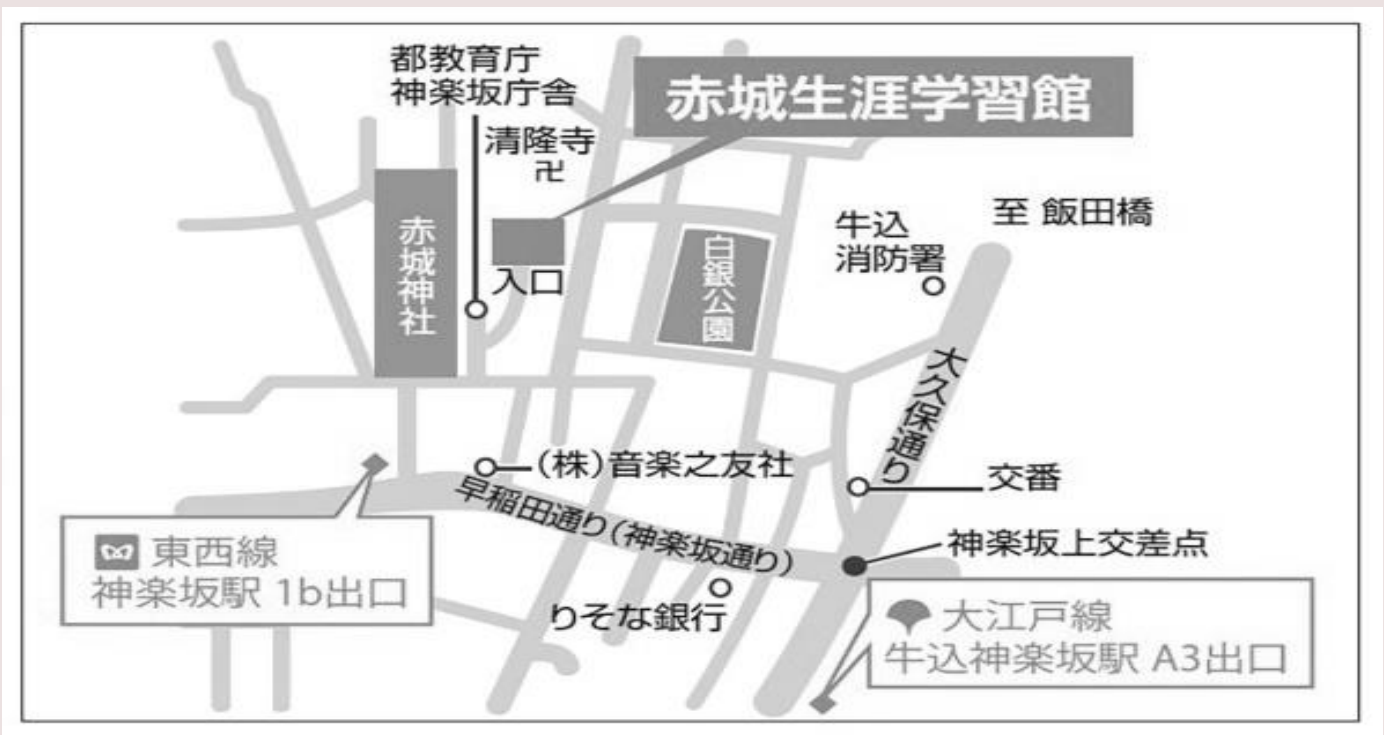 都教育庁
神楽坂庁舎
赤城生涯学習館
清隆寺
卍
至 飯田橋
牛込
消防署
赤城神社
入口
白銀公園
大久保通り
(株)音楽之友社
交番
早稲田通り(神楽坂通り)
神楽坂上交差点
東西線
神楽坂駅 1b出口
りそな銀行
大江戸線
牛込神楽坂駅 A3出口